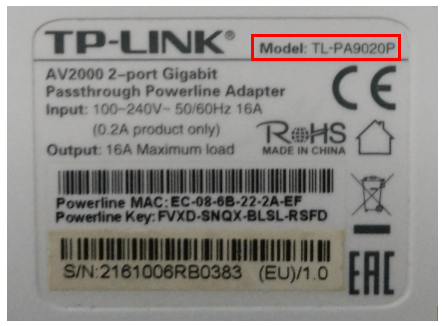 TP-LINK® Model: TL-PA9020P
AV2000 2-port Gigabit
Passthrough Powerline Adapter
Input: 100-240V~ 50/60Hz 16A
(0.2A product only)
Output: 16A Maximum load
CE
RoHS
MADE IN CHINA
Powerline MAC: EC-08-6B-22-2A-EF
Powerline Key: FVXD-SNQX-BLSL-RSFD
S/N: 2161006RB0383 (EU)/1.0
EAC